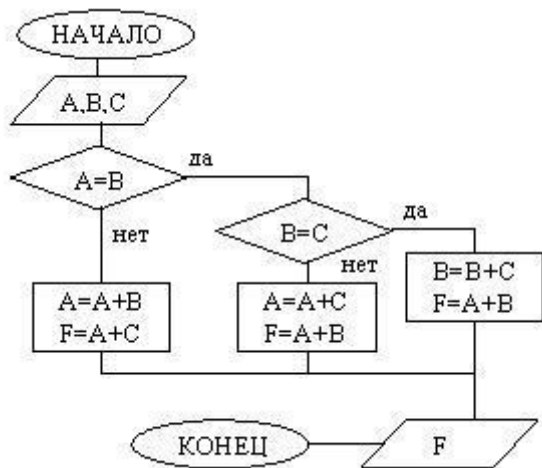 НАЧАЛО
A,B,C
A=B
да
нет
B=C
да
нет
A=A+B
F=A+C
A=A+C
F=A+B
B=B+C
F=A+B
F
КОНЕЦ